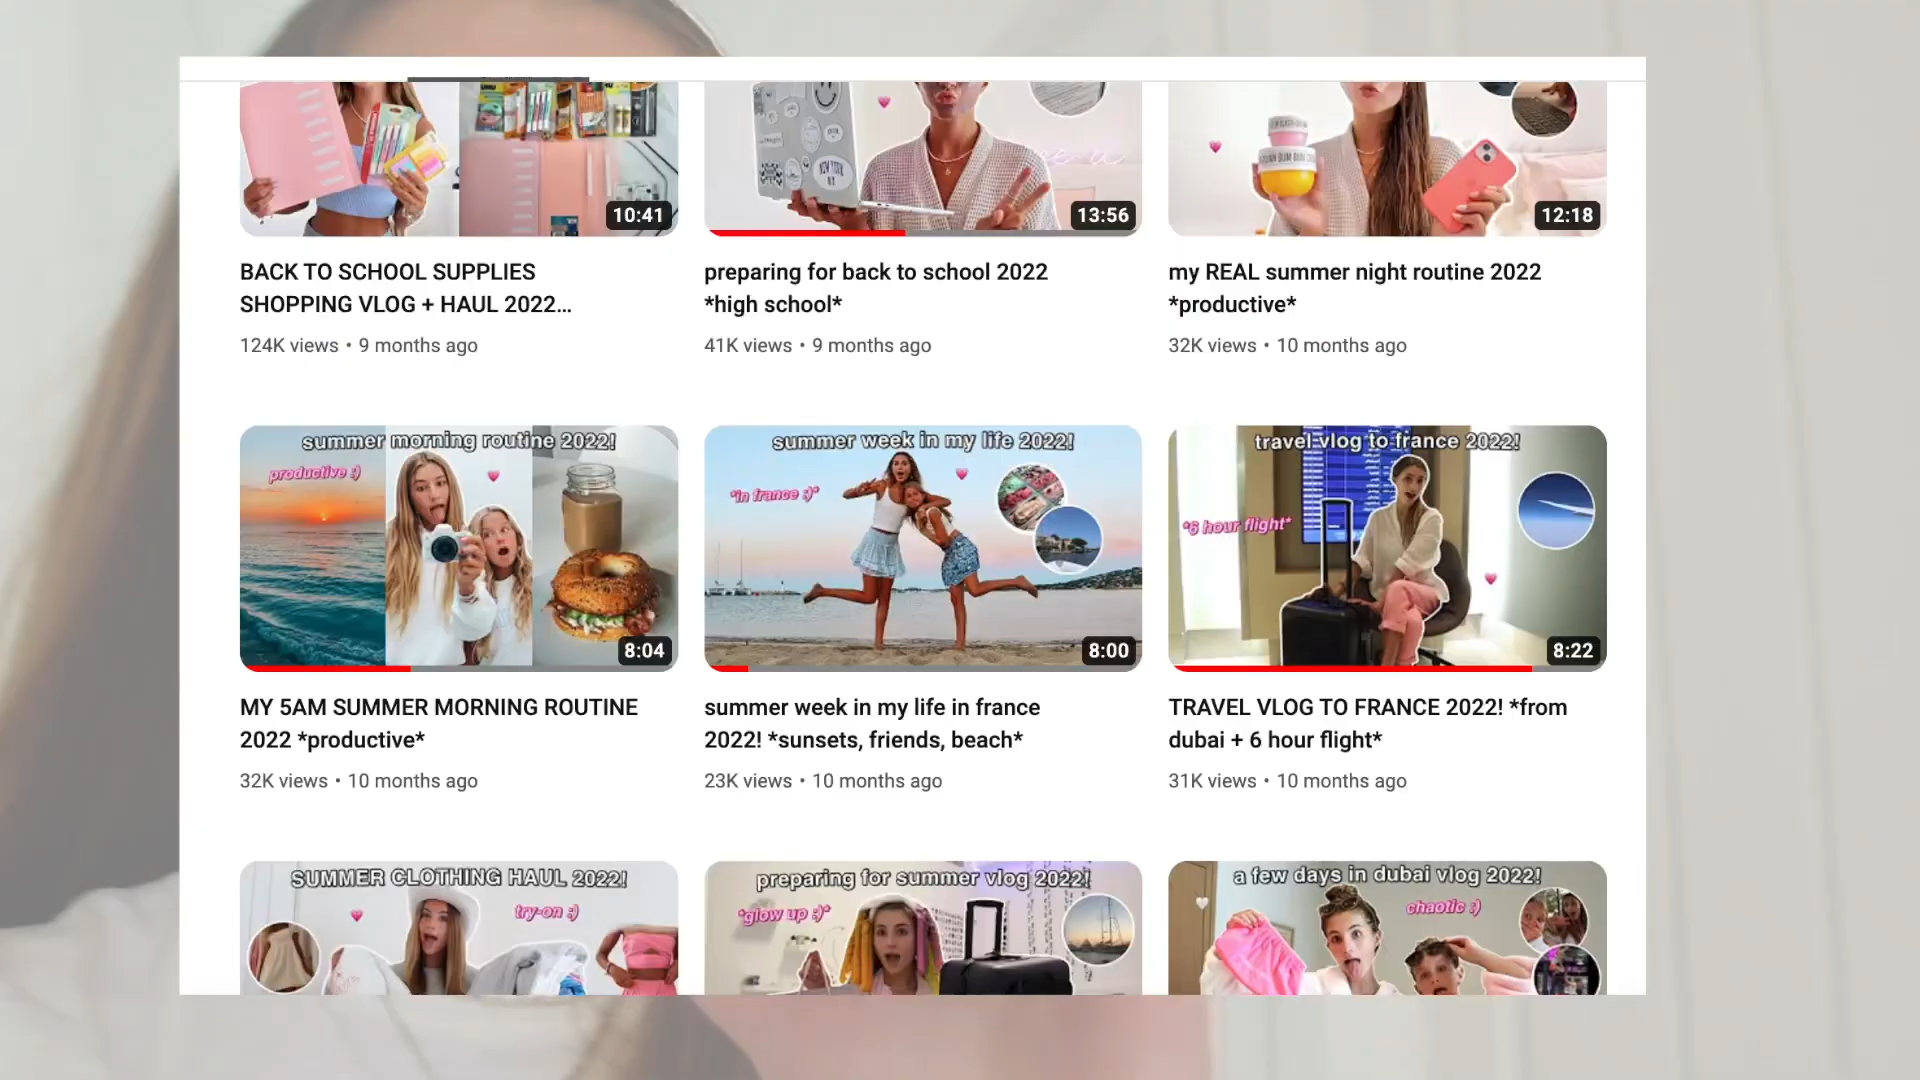 10:41
13:56
12:18
BACK TO SCHOOL SUPPLIES
SHOPPING VLOG + HAUL 2022...
124K views • 9 months ago
NEW YORK
preparing for back to school 2022
*high school*
41K views • 9 months ago
my REAL summer night routine 2022
*productive*
32K views • 10 months ago
summer morning routine 2022!
productive :)
8:04
summer week in my life 2022!
*in france :)*
8:00
travel vlog to france 2022!
*6 hour flight*
8:22
MY 5AM SUMMER MORNING ROUTINE
2022 *productive*
32K views • 10 months ago
summer week in my life in france
2022! *sunsets, friends, beach*
23K views • 10 months ago
TRAVEL VLOG TO FRANCE 2022! *from
dubai + 6 hour flight*
31K views • 10 months ago
SUMMER CLOTHING HAUL 2022!
try-on :)
preparing for summer vlog 2022!
*glow up :)*
a few days in dubai vlog 2022!
chaotic :)